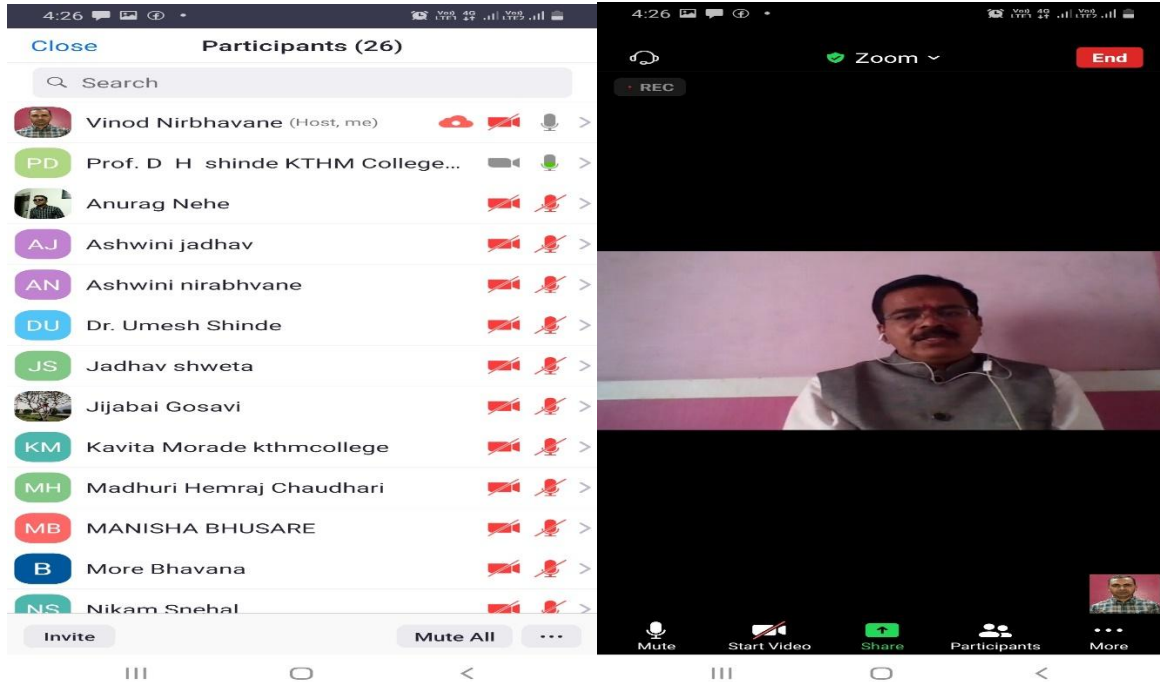 4:26
Close Participants (26)
Search
Vinod Nirbhavane (Host, me)
PD Prof. D H shinde KTHM College...
Anurag Nehe
AJ Ashwini jadhav
AN Ashwini nirabhvane
DU Dr. Umesh Shinde
JS Jadhav shweta
Jijabai Gosavi
KM Kavita Morade kthmcollege
MH Madhuri Hemraj Chaudhari
MB MANISHA BHUSARE
B More Bhavana
NS Nikam Snehal
Invite Mute All ...
4:26
Zoom End
REC
Mute Start Video Share Participants More